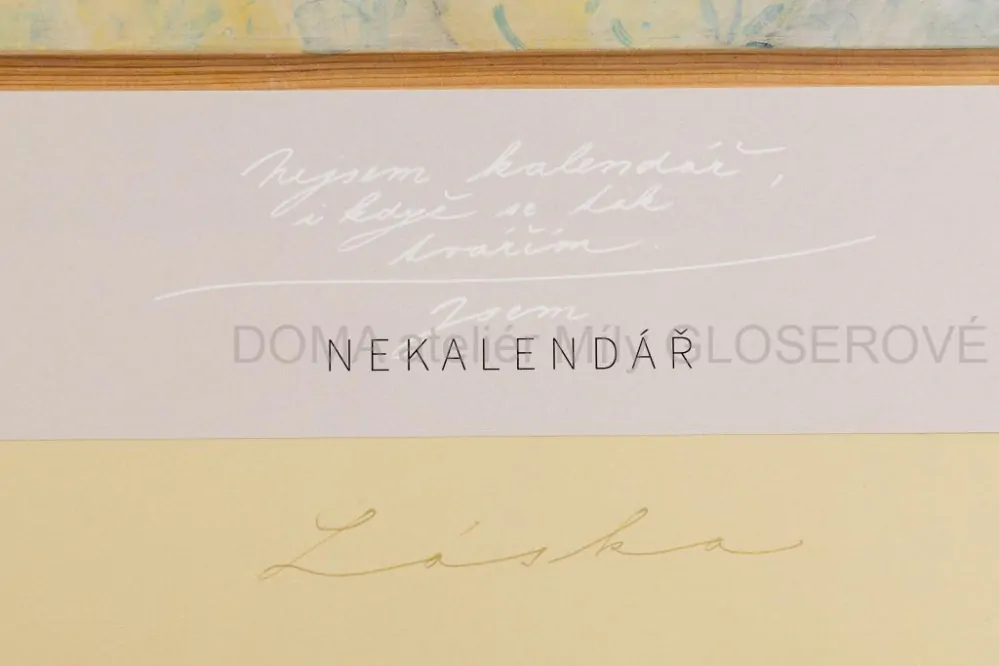 Nejsem kalendář,
i když se tak
tvářím.
Jsem
DOMA ateliér Míly GLOSEROVÉ
NEKALENDÁŘ
Láska